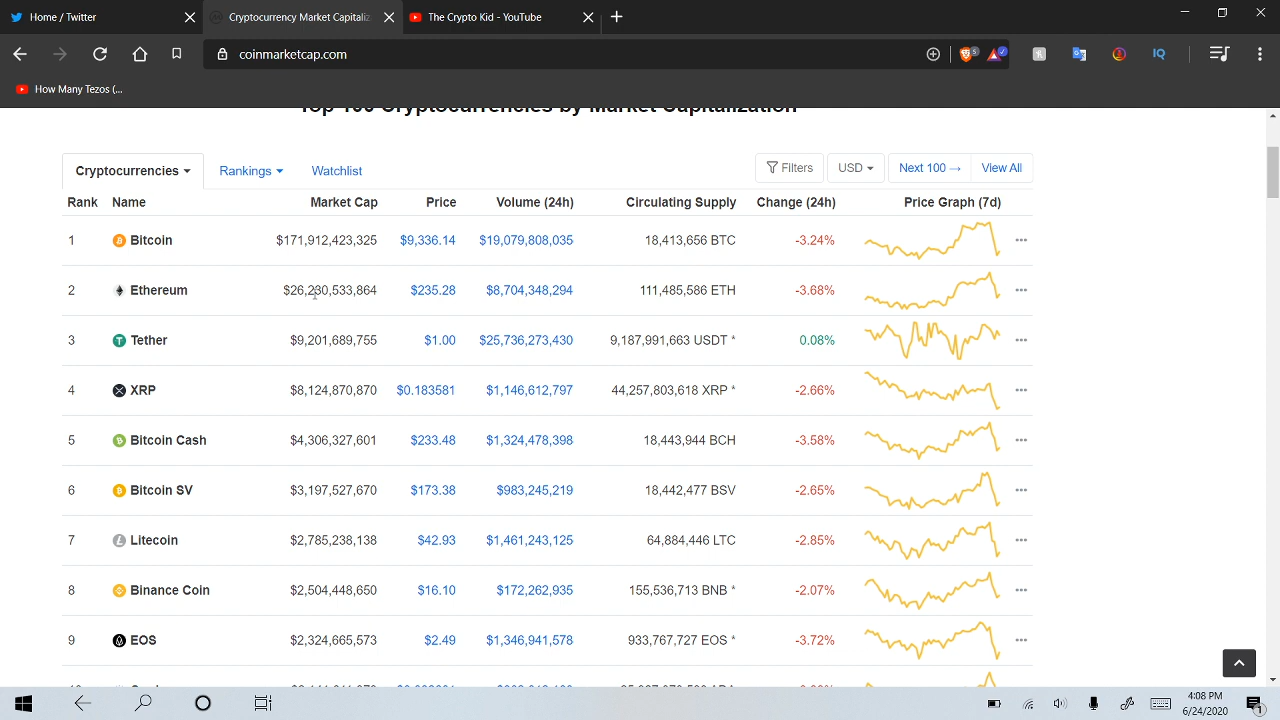 Home / Twitter
Cryptocurrency Market Capitaliz
The Crypto Kid - YouTube
coinmarketcap.com
5
IQ
How Many Tezos (...
Top 100 Cryptocurrencies by Market Capitalization
Cryptocurrencies Rankings Watchlist Filters USD Next 100 → View All
Rank Name Market Cap Price Volume (24h) Circulating Supply Change (24h) Price Graph (7d)
1 Bitcoin $171,912,423,325 $9,336.14 $19,079,808,035 18,413,656 BTC -3.24%
2 Ethereum $26,230,533,864 $235.28 $8,704,348,294 111,485,586 ETH -3.68%
3 Tether $9,201,689,755 $1.00 $25,736,273,430 9,187,991,663 USDT * 0.08%
4 XRP $8,124,870,870 $0.183581 $1,146,612,797 44,257,803,618 XRP * -2.66%
5 Bitcoin Cash $4,306,327,601 $233.48 $1,324,478,398 18,443,944 BCH -3.58%
6 Bitcoin SV $3,197,527,670 $173.38 $983,245,219 18,442,477 BSV -2.65%
7 Litecoin $2,785,238,138 $42.93 $1,461,243,125 64,884,446 LTC -2.85%
8 Binance Coin $2,504,448,650 $16.10 $172,262,935 155,536,713 BNB * -2.07%
9 EOS $2,324,665,573 $2.49 $1,346,941,578 933,767,727 EOS * -3.72%
4:08 PM
6/24/2020
1